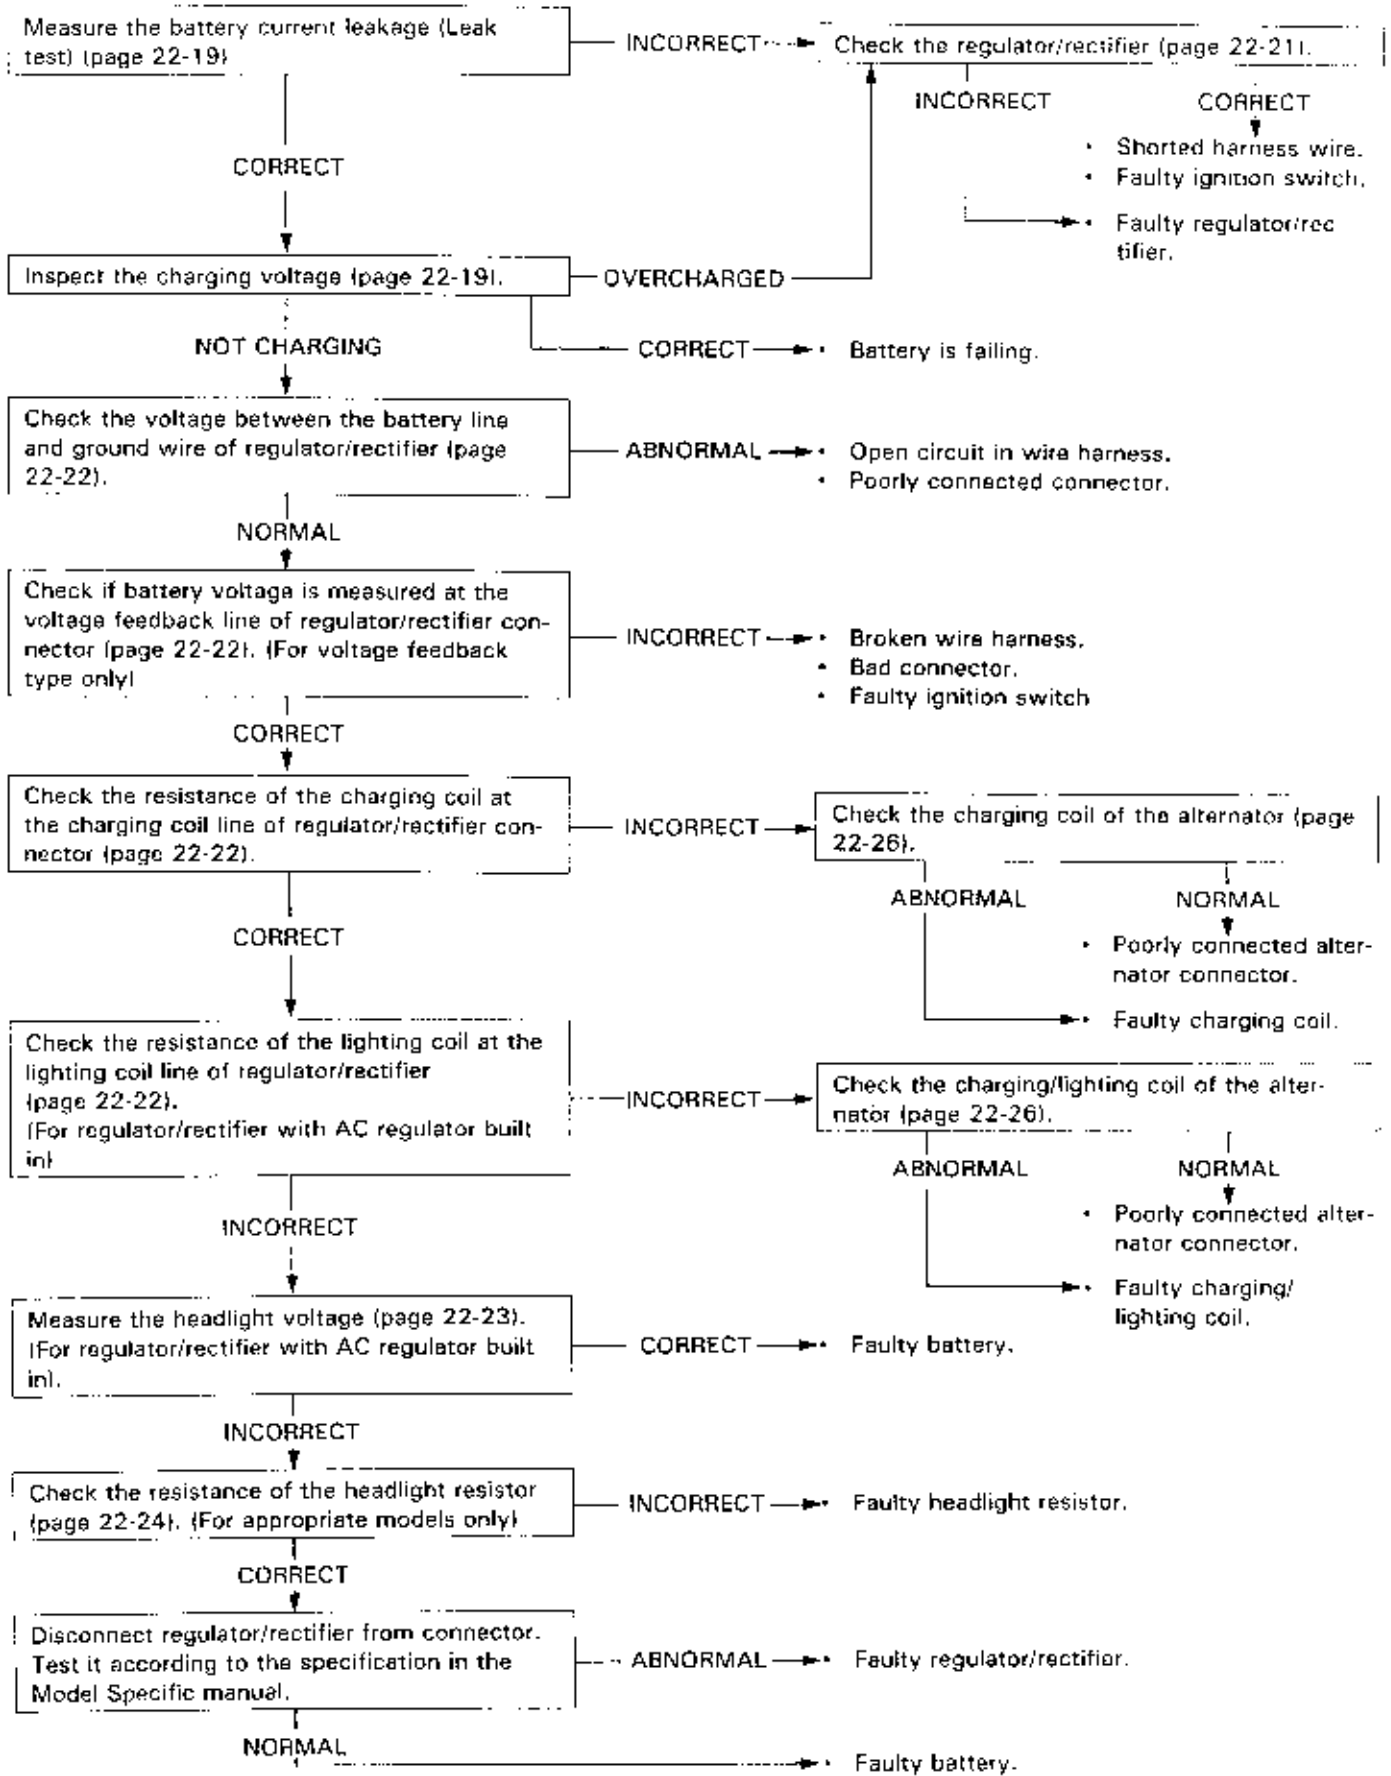 Measure the battery current leakage (Leak
test) (page 22-19)
INCORRECT
Check the regulator/rectifier (page 22-21).
INCORRECT
CORRECT
• Shorted harness wire.
• Faulty ignition switch.
• Faulty regulator/rec
tifier.
CORRECT
Inspect the charging voltage (page 22-19).
OVERCHARGED
NOT CHARGING
CORRECT
• Battery is failing.
Check the voltage between the battery line
and ground wire of regulator/rectifier (page
22-22).
ABNORMAL
• Open circuit in wire harness.
• Poorly connected connector.
NORMAL
Check if battery voltage is measured at the
voltage feedback line of regulator/rectifier con-
nector (page 22-22). (For voltage feedback
type only)
INCORRECT
• Broken wire harness.
• Bad connector.
• Faulty ignition switch
CORRECT
Check the resistance of the charging coil at
the charging coil line of regulator/rectifier con-
nector (page 22-22).
INCORRECT
Check the charging coil of the alternator (page
22-26).
ABNORMAL
NORMAL
• Poorly connected alter-
nator connector.
• Faulty charging coil.
CORRECT
Check the resistance of the lighting coil at the
lighting coil line of regulator/rectifier
(page 22-22).
(For regulator/rectifier with AC regulator built
in)
INCORRECT
Check the charging/lighting coil of the alter-
nator (page 22-26).
ABNORMAL
NORMAL
• Poorly connected alter-
nator connector.
• Faulty charging/
lighting coil.
INCORRECT
Measure the headlight voltage (page 22-23).
(For regulator/rectifier with AC regulator built
in).
CORRECT
• Faulty battery.
INCORRECT
Check the resistance of the headlight resistor
(page 22-24). (For appropriate models only)
INCORRECT
• Faulty headlight resistor.
CORRECT
Disconnect regulator/rectifier from connector.
Test it according to the specification in the
Model Specific manual.
ABNORMAL
• Faulty regulator/rectifier.
NORMAL
• Faulty battery.